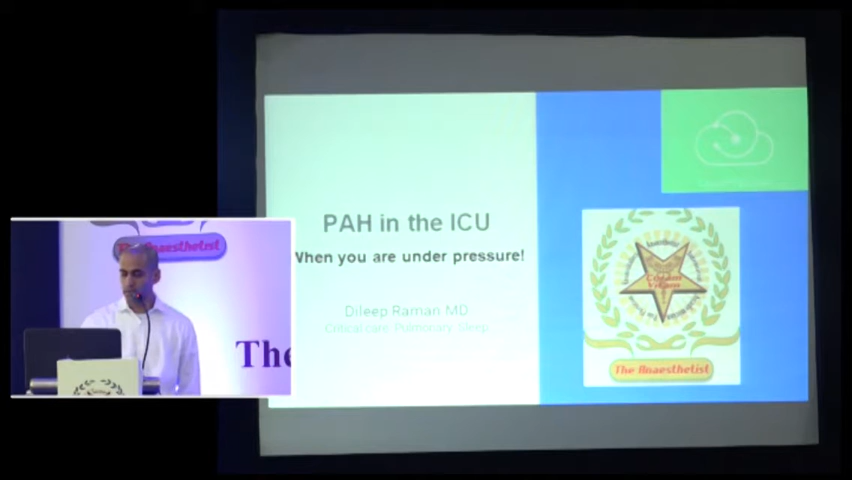 PAH in the ICU
When you are under pressure!
Dileep Raman MD
Critical care, Pulmonary, Sleep
The Anaesthetist
The Anaesthetist
The